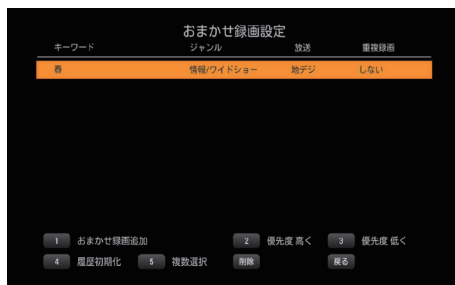 おまかせ録画設定
キーワード ジャンル 放送 重複録画
春 情報/ワイドショー 地デジ しない
1 おまかせ録画追加 2 優先度 高く 3 優先度 低く
4 履歴初期化 5 複数選択 削除 戻る